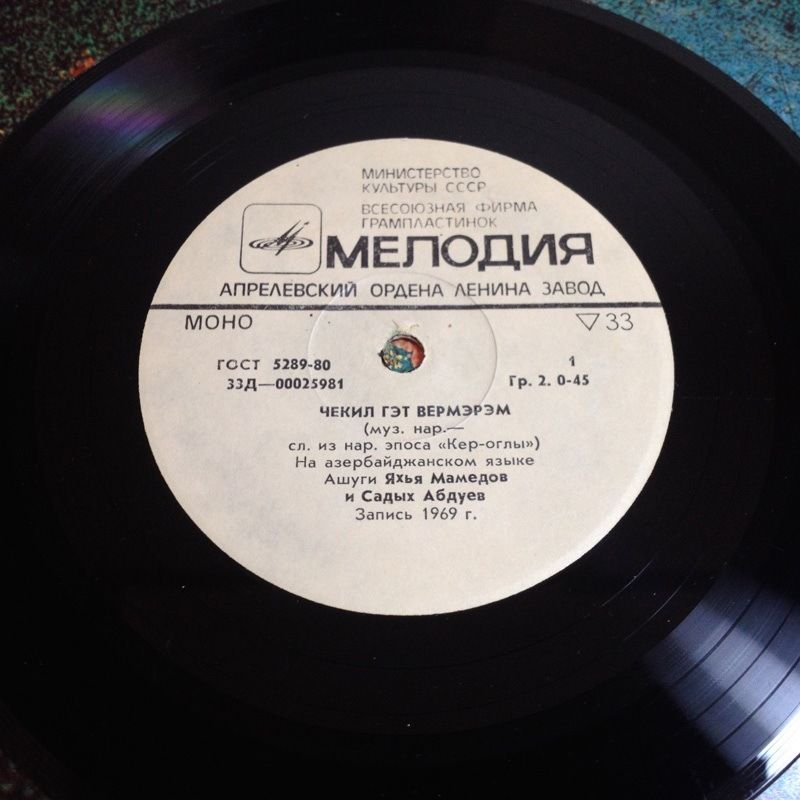 МИНИСТЕРСТВО
КУЛЬТУРЫ СССР
ВСЕСОЮЗНАЯ ФИРМА
ГРАМПЛАСТИНОК
МЕЛОДИЯ
АПРЕЛЕВСКИЙ ОРДЕНА ЛЕНИНА ЗАВОД
МОНО ▽33
ГОСТ 5289-80 1
33Д—00025981 Гр. 2. 0-45
ЧЕКИЛ ГЭТ ВЕРМЭРЭМ
(муз. нар.—
сл. из нар. эпоса «Кер-оглы»)
На азербайджанском языке
Ашуги Яхья Мамедов
и Садых Абдуев
Запись 1969 г.